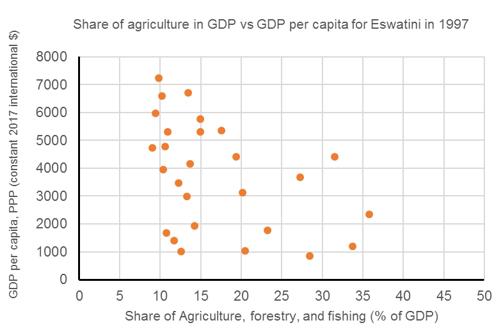 Share of agriculture in GDP vs GDP per capita for Eswatini in 1997
GDP per capita, PPP (constant 2017 international $)
8000
7000
6000
5000
4000
3000
2000
1000
0
0 5 10 15 20 25 30 35 40 45 50
Share of Agriculture, forestry, and fishing (% of GDP)